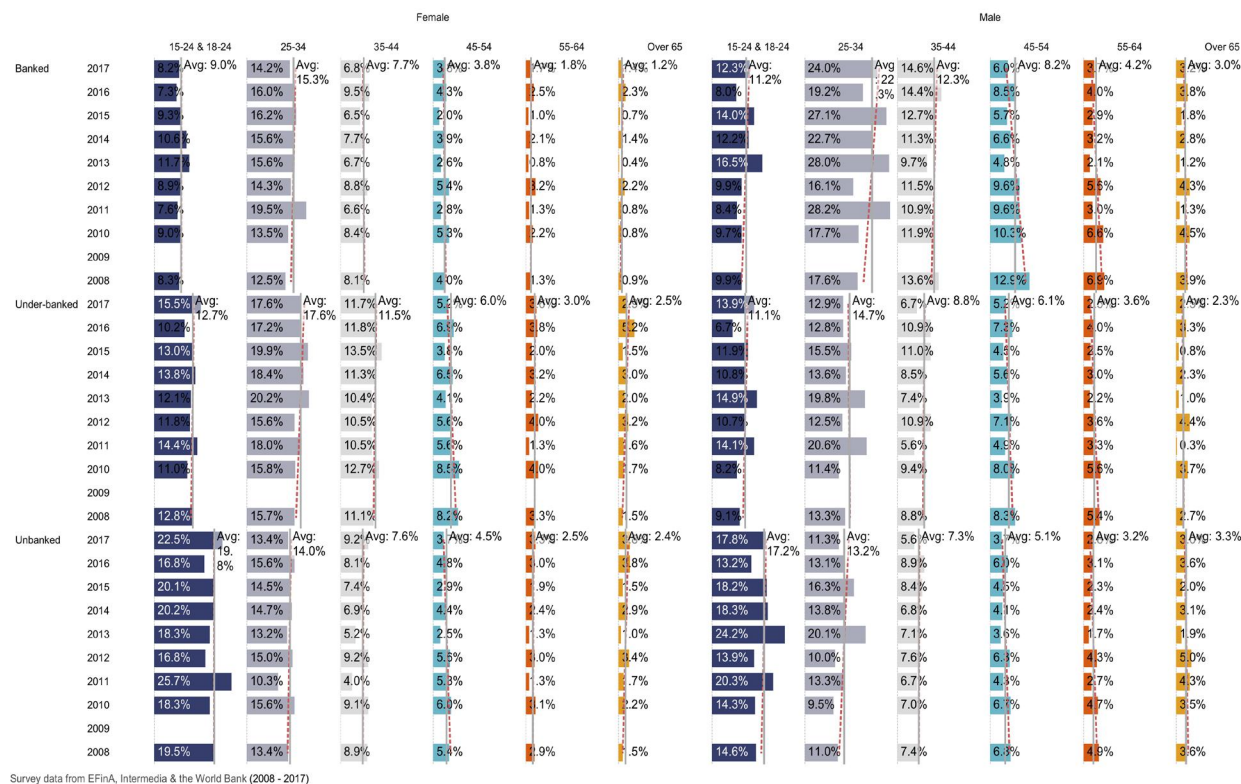 Female Male
15-24 & 18-24 25-34 35-44 45-54 55-64 Over 65 15-24 & 18-24 25-34 35-44 45-54 55-64 Over 65
Banked 2017 8.2% Avg: 9.0% 14.2% Avg: 6.8% Avg: 7.7% Avg: 3.8% Avg: 1.8% Avg: 1.2% 12.3% Avg: 24.0% Avg 14.6% Avg: 6.0% Avg: 8.2% Avg: 4.2% Avg: 3.0%
15.3% 11.2% 22 12.3%
3%
2016 7.3% 16.0% 9.5% 4.3% 2.5% 2.3% 8.0% 19.2% 14.4% 8.5% 4.0% 3.8%
2015 9.3% 16.2% 6.5% 2.0% 1.0% 0.7% 14.0% 27.1% 12.7% 5.7% 2.9% 1.8%
2014 10.6% 15.6% 7.7% 3.9% 2.1% 1.4% 12.2% 22.7% 11.3% 6.6% 3.2% 2.8%
2013 11.7% 15.6% 6.7% 2.6% 0.8% 0.4% 16.5% 28.0% 9.7% 4.8% 2.1% 1.2%
2012 8.9% 14.3% 8.8% 5.4% 3.2% 2.2% 9.9% 16.1% 11.5% 9.6% 4.3%
2011 7.6% 19.5% 6.6% 2.8% 1.3% 0.8% 8.4% 28.2% 10.9% 9.6% 3.0% 1.3%
2010 9.0% 13.5% 8.4% 5.3% 2.2% 0.8% 9.7% 17.7% 11.9% 10.3% 6.6% 4.5%
2009
2008 8.3% 12.5% 8.1% 4.0% 1.3% 0.9% 9.9% 17.6% 13.6% 12.9% 6.9% 3.9%
Under-banked 2017 15.5% Avg: 17.6% Avg: 11.7% Avg: Avg: 6.0% Avg: 3.0% Avg: 2.5% 13.9% Avg: 12.9% Avg: 6.7% Avg: 8.8% Avg: 6.1% Avg: 3.6% Avg: 2.3%
12.7% 17.6% 11.5% 11.1% 14.7%
2016 10.2% 17.2% 11.8% 6.9% 3.8% 5.2% 6.7% 12.8% 10.9% 7.3% 4.0% 3.3%
2015 13.0% 19.9% 13.5% 2.0% 1.5% 11.9% 15.5% 11.0% 4.5% 2.5% 0.8%
2014 13.8% 18.4% 11.3% 6.5% 3.2% 3.0% 10.8% 13.6% 8.5% 5.6% 3.0% 2.3%
2013 12.1% 20.2% 10.4% 4.1% 2.2% 2.0% 14.9% 19.8% 7.4% 3.9% 2.2% 1.0%
2012 11.8% 15.6% 10.5% 5.6% 4.0% 3.2% 10.7% 12.5% 10.9% 7.1% 3.6% 4.4%
2011 14.4% 18.0% 10.5% 5.6% 1.3% 14.1% 20.6% 5.6% 4.9% 3.3% 0.3%
2010 11.0% 15.8% 12.7% 8.5% 4.0% 1.7% 8.2% 11.4% 9.4% 8.0% 5.6% 3.7%
2009
2008 12.8% 15.7% 11.1% 8.2% 3.3% 1.5% 9.1% 13.3% 8.8% 8.3% 5.4% 2.7%
Unbanked 2017 22.5% Avg: 13.4% Avg: 9.2% Avg: 7.6% Avg: 4.5% Avg: 2.5% Avg: 2.4% 17.8% Avg: 11.3% Avg: 5.6% Avg: 7.3% Avg: 5.1% Avg: 3.2% Avg: 3.3%
19. 14.0% 17.2% 13.2%
8%
2016 16.8% 15.6% 8.1% 4.8% 3.0% 3.8% 13.2% 13.1% 8.9% 6.0% 3.1% 3.6%
2015 20.1% 14.5% 7.4% 2.9% 1.9% 1.5% 18.2% 16.3% 8.4% 2.3% 2.0%
2014 20.2% 14.7% 6.9% 4.4% 2.4% 2.9% 18.3% 13.8% 6.8% 4.1% 2.4% 3.1%
2013 18.3% 13.2% 5.2% 2.5% 1.3% 1.0% 24.2% 20.1% 7.1% 3.6% 1.7% 1.9%
2012 16.8% 15.0% 9.2% 5.6% 3.0% 3.4% 13.9% 10.0% 7.6% 4.3% 5.0%
2011 25.7% 10.3% 4.0% 5.3% 1.3% 1.7% 20.3% 13.3% 6.7% 2.7% 4.3%
2010 18.3% 15.6% 9.1% 6.0% 3.1% 2.2% 14.3% 9.5% 7.0% 6.7% 4.7% 3.5%
2009
2008 19.5% 13.4% 8.9% 5.4% 2.9% 1.5% 14.6% 11.0% 7.4% 6.8% 4.9% 3.6%
Survey data from EFinA, Intermedia & the World Bank (2008 - 2017)